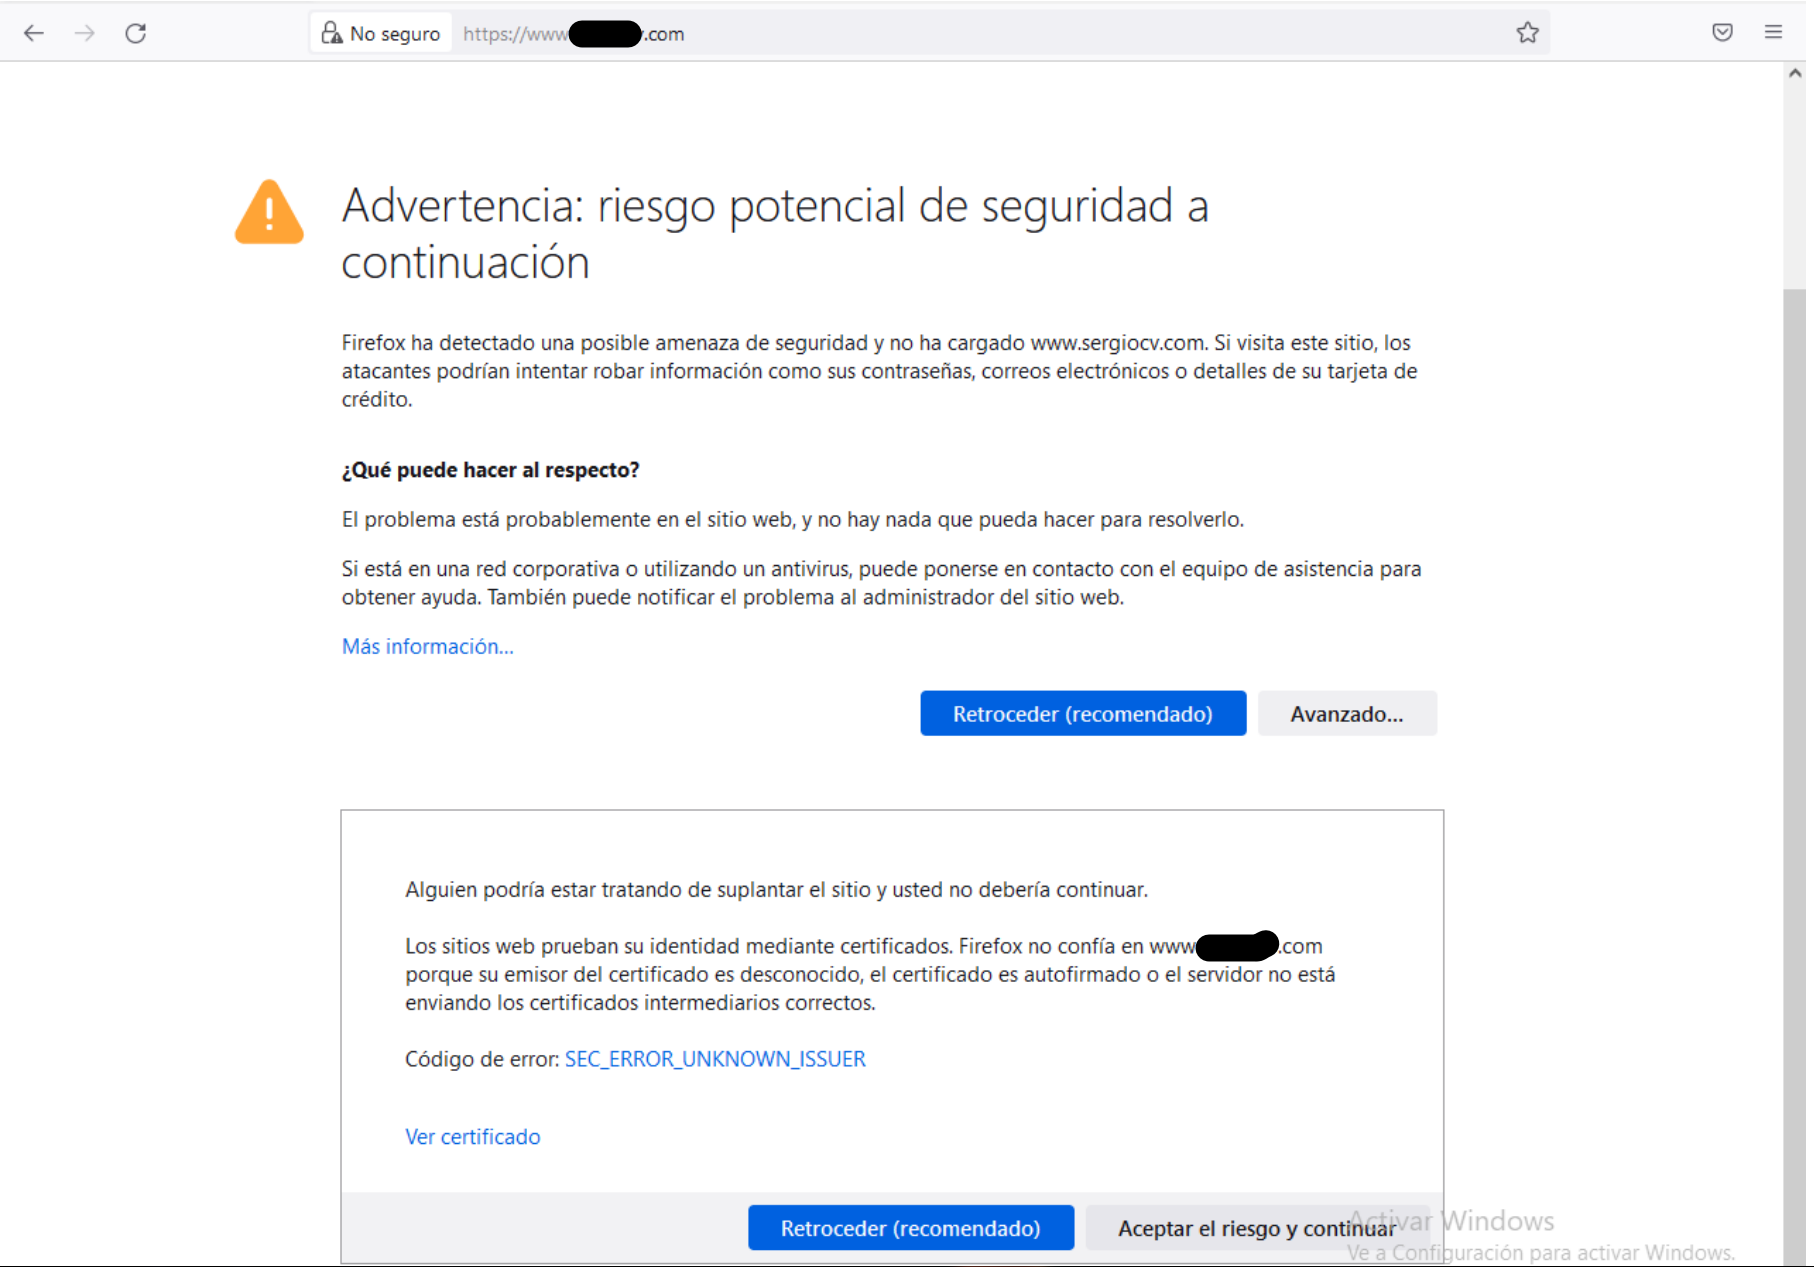 No seguro https://www.com
Advertencia: riesgo potencial de seguridad a
continuación
Firefox ha detectado una posible amenaza de seguridad y no ha cargado www.sergiocv.com. Si visita este sitio, los
atacantes podrían intentar robar información como sus contraseñas, correos electrónicos o detalles de su tarjeta de
crédito.
¿Qué puede hacer al respecto?
El problema está probablemente en el sitio web, y no hay nada que pueda hacer para resolverlo.
Si está en una red corporativa o utilizando un antivirus, puede ponerse en contacto con el equipo de asistencia para
obtener ayuda. También puede notificar el problema al administrador del sitio web.
Más información...
Retroceder (recomendado) Avanzado...
Alguien podría estar tratando de suplantar el sitio y usted no debería continuar.
Los sitios web prueban su identidad mediante certificados. Firefox no confía en www .com
porque su emisor del certificado es desconocido, el certificado es autofirmado o el servidor no está
enviando los certificados intermediarios correctos.
Código de error: SEC_ERROR_UNKNOWN_ISSUER
Ver certificado
Retroceder (recomendado) Aceptar el riesgo y continuar
Activar Windows
Ve a Configuración para activar Windows.